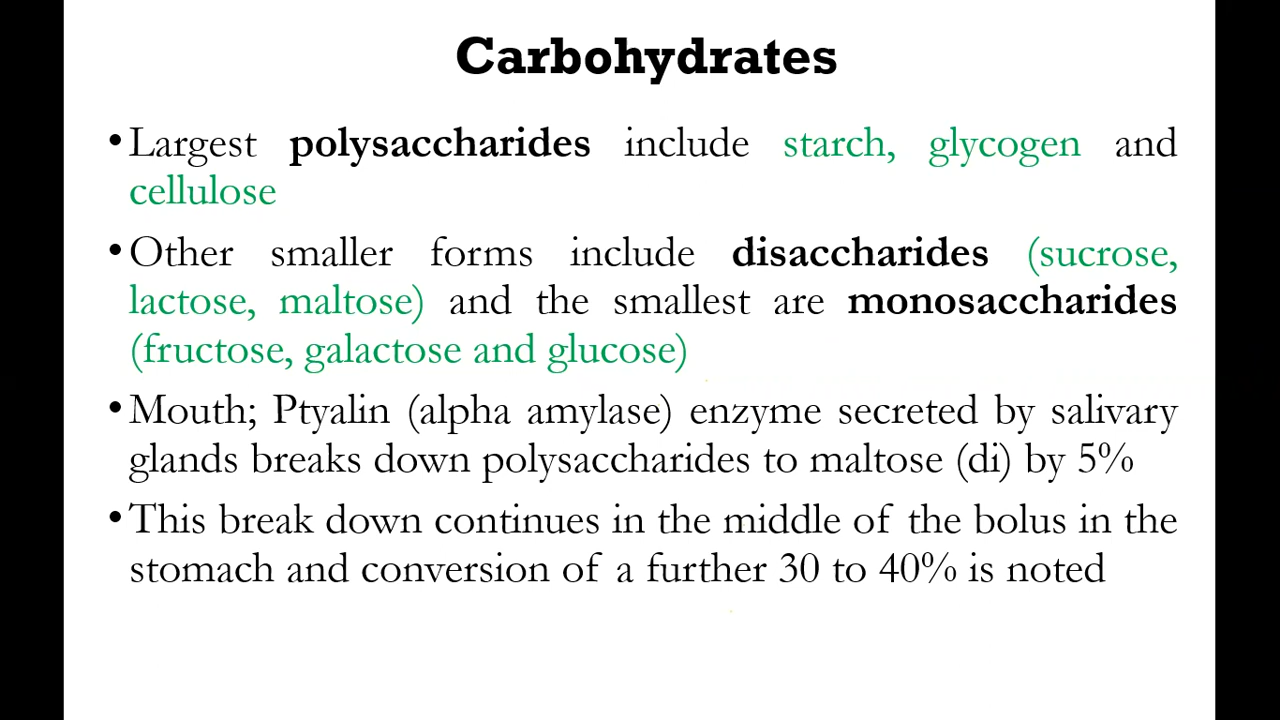 Carbohydrates
•Largest polysaccharides include starch, glycogen and
cellulose
•Other smaller forms include disaccharides (sucrose,
lactose, maltose) and the smallest are monosaccharides
(fructose, galactose and glucose)
•Mouth; Ptyalin (alpha amylase) enzyme secreted by salivary
glands breaks down polysaccharides to maltose (di) by 5%
•This break down continues in the middle of the bolus in the
stomach and conversion of a further 30 to 40% is noted